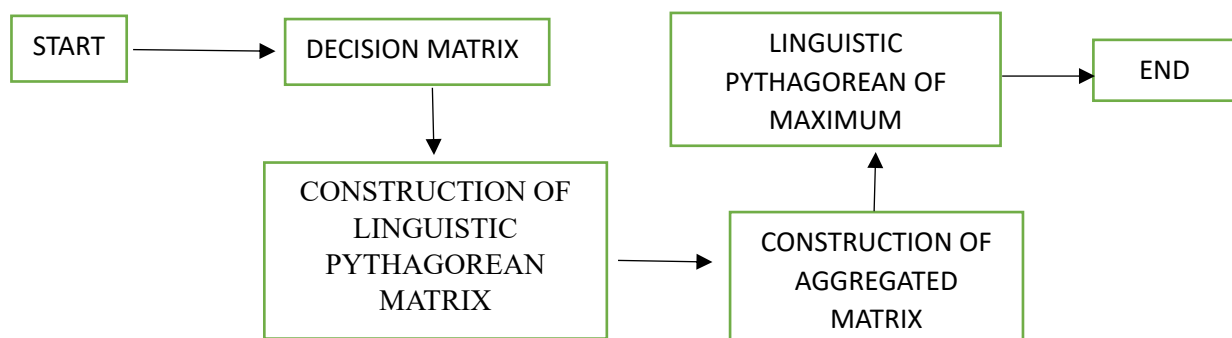 START
DECISION MATRIX
CONSTRUCTION OF
LINGUISTIC
PYTHAGOREAN
MATRIX
CONSTRUCTION OF
AGGREGATED
MATRIX
LINGUISTIC
PYTHAGOREAN OF
MAXIMUM
END